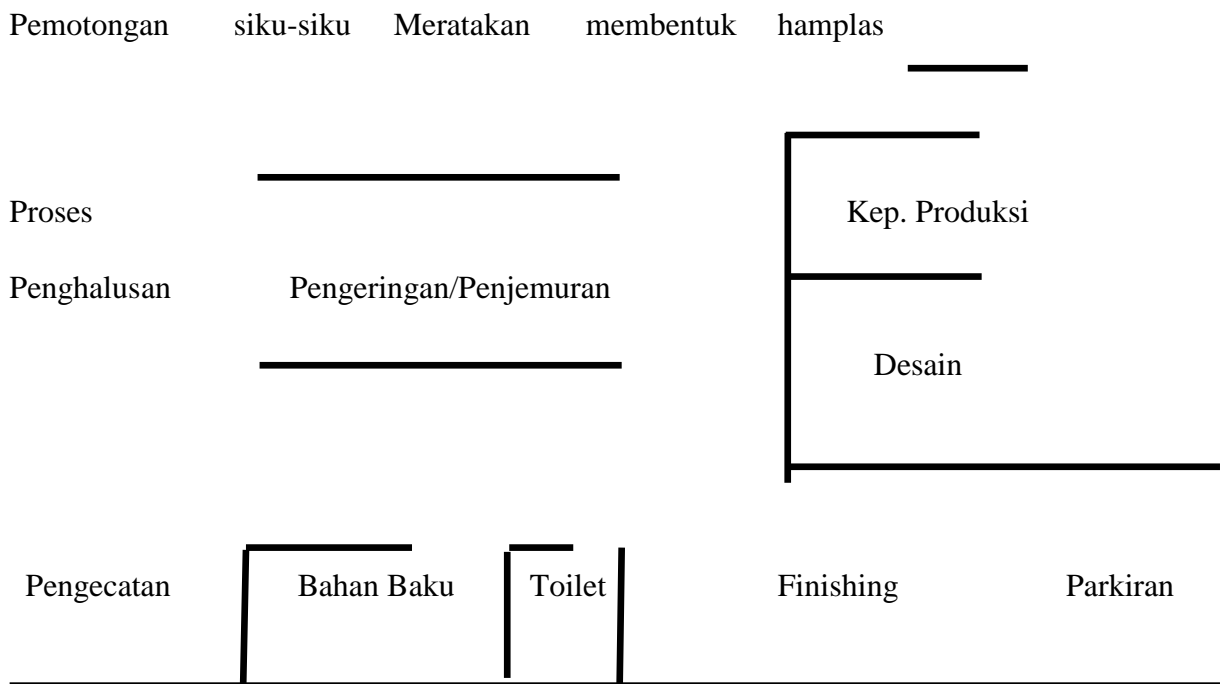 Pemotongan siku-siku Meratakan membentuk hamplas
Proses Kep. Produksi
Penghalusan Pengeringan/Penjemuran
Desain
Pengecatan Bahan Baku Toilet Finishing Parkiran